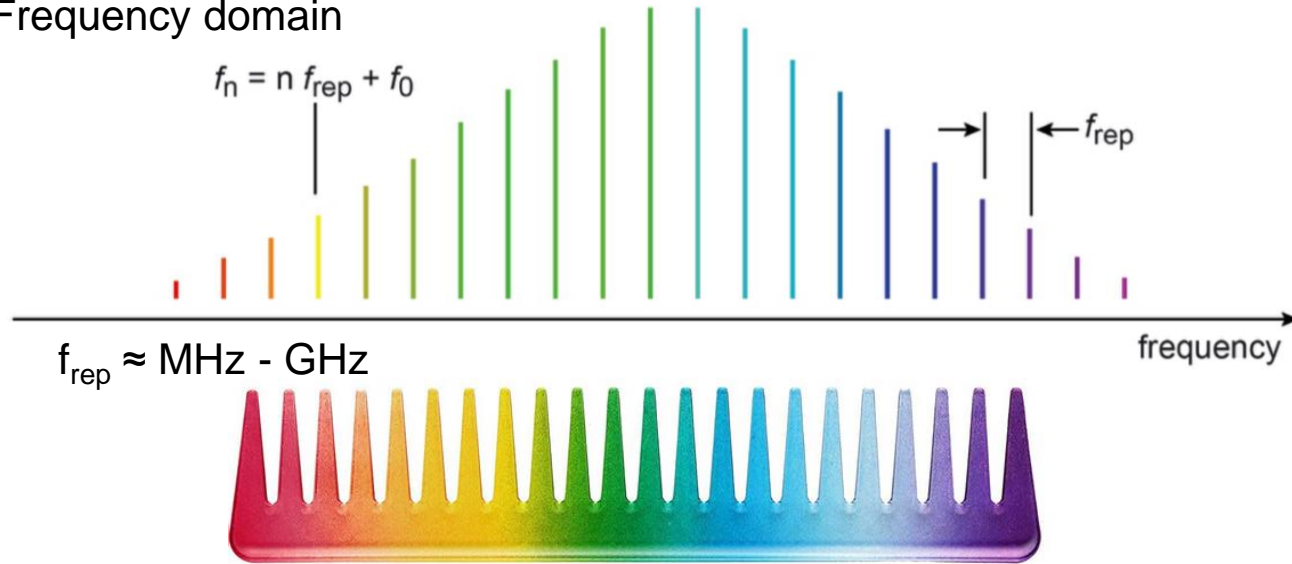 Frequency domain
fn = n frep + f0
frep
frequency
frep ≈ MHz - GHz